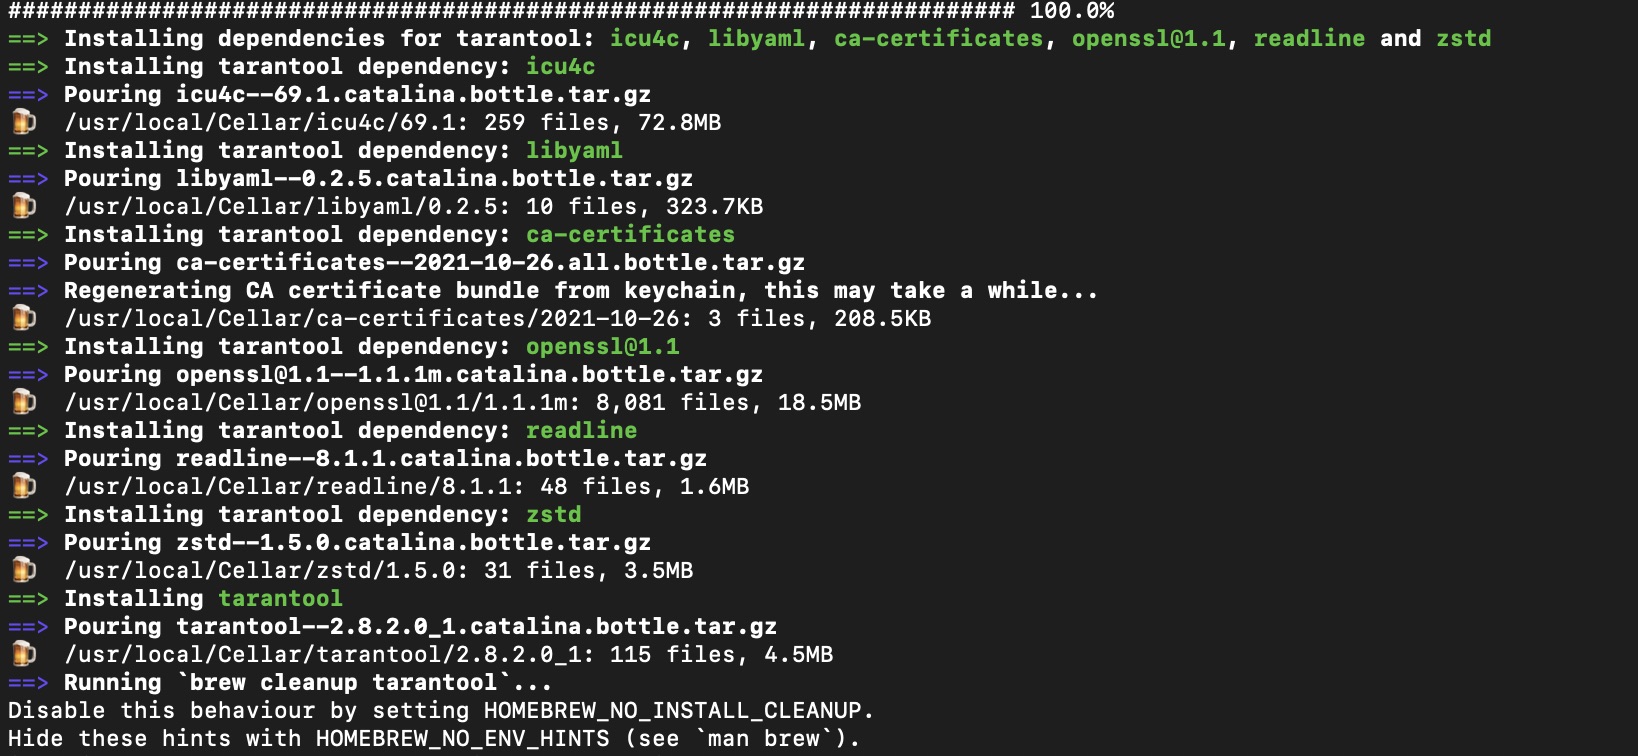 ######################################################################## 100.0%
==> Installing dependencies for tarantool: icu4c, libyaml, ca-certificates, openssl@1.1, readline and zstd
==> Installing tarantool dependency: icu4c
==> Pouring icu4c--69.1.catalina.bottle.tar.gz
🍺  /usr/local/Cellar/icu4c/69.1: 259 files, 72.8MB
==> Installing tarantool dependency: libyaml
==> Pouring libyaml--0.2.5.catalina.bottle.tar.gz
🍺  /usr/local/Cellar/libyaml/0.2.5: 10 files, 323.7KB
==> Installing tarantool dependency: ca-certificates
==> Pouring ca-certificates--2021-10-26.all.bottle.tar.gz
==> Regenerating CA certificate bundle from keychain, this may take a while...
🍺  /usr/local/Cellar/ca-certificates/2021-10-26: 3 files, 208.5KB
==> Installing tarantool dependency: openssl@1.1
==> Pouring openssl@1.1--1.1.1m.catalina.bottle.tar.gz
🍺  /usr/local/Cellar/openssl@1.1/1.1.1m: 8,081 files, 18.5MB
==> Installing tarantool dependency: readline
==> Pouring readline--8.1.1.catalina.bottle.tar.gz
🍺  /usr/local/Cellar/readline/8.1.1: 48 files, 1.6MB
==> Installing tarantool dependency: zstd
==> Pouring zstd--1.5.0.catalina.bottle.tar.gz
🍺  /usr/local/Cellar/zstd/1.5.0: 31 files, 3.5MB
==> Installing tarantool
==> Pouring tarantool--2.8.2.0_1.catalina.bottle.tar.gz
🍺  /usr/local/Cellar/tarantool/2.8.2.0_1: 115 files, 4.5MB
==> Running `brew cleanup tarantool`...
Disable this behaviour by setting HOMEBREW_NO_INSTALL_CLEANUP.
Hide these hints with HOMEBREW_NO_ENV_HINTS (see `man brew`).